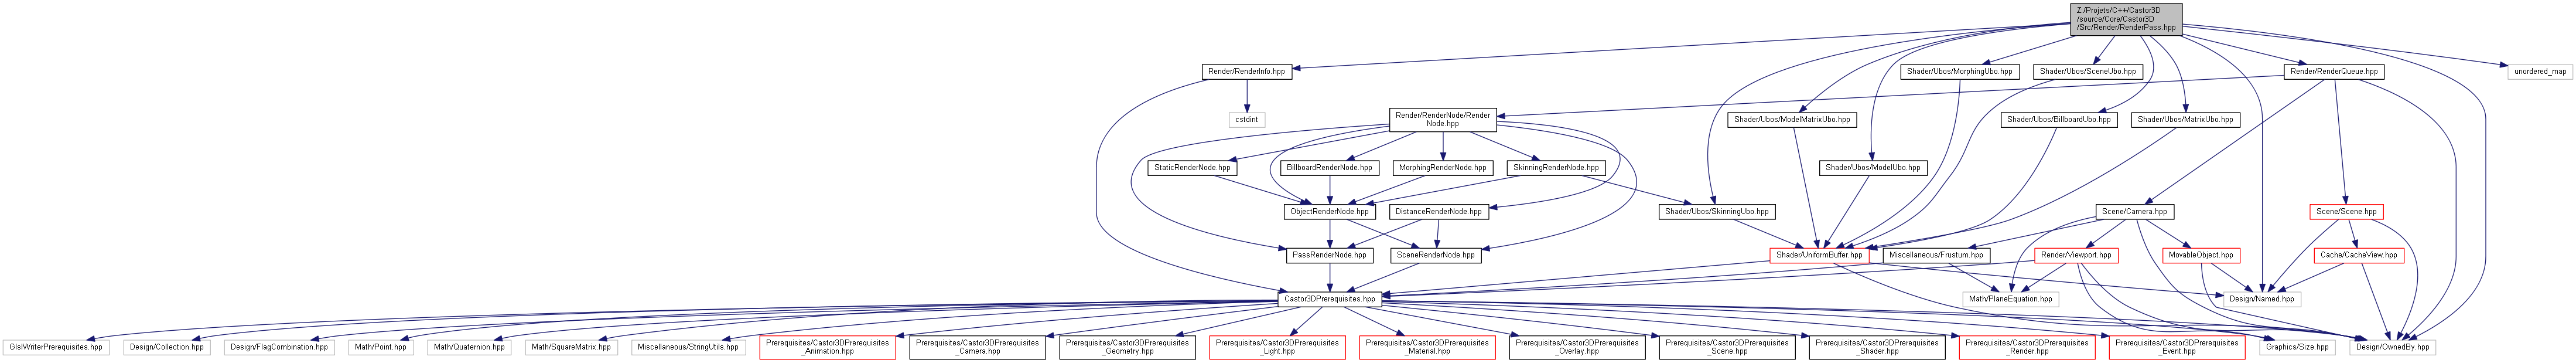 Z:/Projets/C++/Castor3D
/source/Core/Castor3D
/Src/Render/RenderPass.hpp
Render/RenderInfo.hpp
Shader/Ubos/MorphingUbo.hpp
Shader/Ubos/SceneUbo.hpp
Render/RenderQueue.hpp
unordered_map
cstdint
Render/RenderNode/Render
Node.hpp
Shader/Ubos/ModelMatrixUbo.hpp
Shader/Ubos/BillboardUbo.hpp
Shader/Ubos/MatrixUbo.hpp
StaticRenderNode.hpp
BillboardRenderNode.hpp
MorphingRenderNode.hpp
SkinningRenderNode.hpp
Shader/Ubos/ModelUbo.hpp
ObjectRenderNode.hpp
DistanceRenderNode.hpp
Shader/Ubos/SkinningUbo.hpp
Scene/Camera.hpp
Scene/Scene.hpp
PassRenderNode.hpp
SceneRenderNode.hpp
Shader/UniformBuffer.hpp
Miscellaneous/Frustum.hpp
Render/Viewport.hpp
MovableObject.hpp
Cache/CacheView.hpp
Castor3DPrerequisites.hpp
Math/PlaneEquation.hpp
Design/Named.hpp
GlslWriterPrerequisites.hpp
Design/Collection.hpp
Design/FlagCombination.hpp
Math/Point.hpp
Math/Quaternion.hpp
Math/SquareMatrix.hpp
Miscellaneous/StringUtils.hpp
Prerequisites/Castor3DPrerequisites
_Animation.hpp
Prerequisites/Castor3DPrerequisites
_Camera.hpp
Prerequisites/Castor3DPrerequisites
_Geometry.hpp
Prerequisites/Castor3DPrerequisites
_Light.hpp
Prerequisites/Castor3DPrerequisites
_Material.hpp
Prerequisites/Castor3DPrerequisites
_Overlay.hpp
Prerequisites/Castor3DPrerequisites
_Scene.hpp
Prerequisites/Castor3DPrerequisites
_Shader.hpp
Prerequisites/Castor3DPrerequisites
_Render.hpp
Prerequisites/Castor3DPrerequisites
_Event.hpp
Graphics/Size.hpp
Design/OwnedBy.hpp